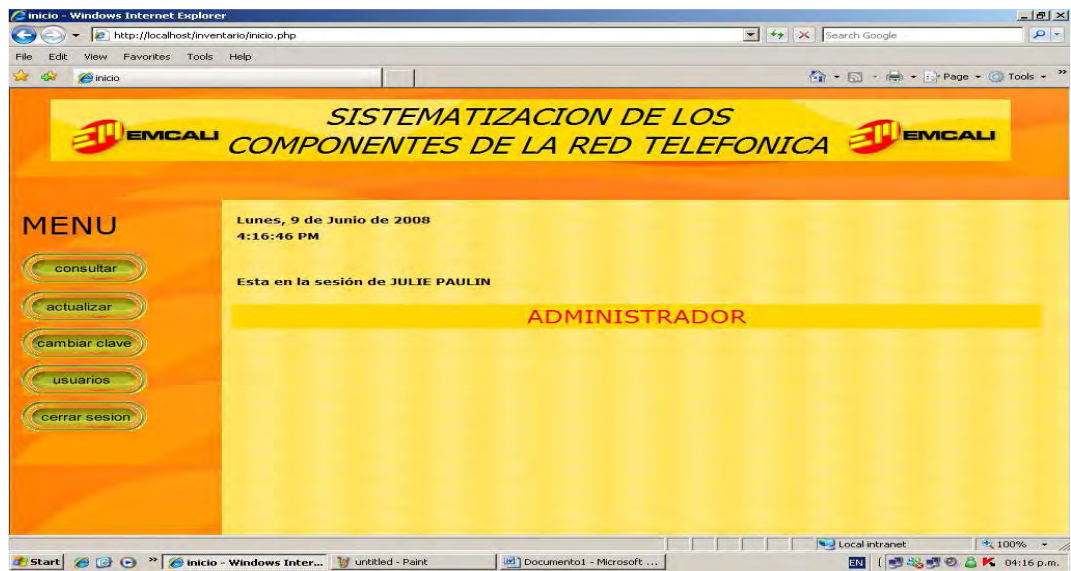 inicio - Windows Internet Explorer
http://localhost/inventario/inicio.php
Search Google
File Edit View Favorites Tools Help
inicio
Page Tools
EMCALI
SISTEMATIZACION DE LOS
COMPONENTES DE LA RED TELEFONICA
EMCALI
MENU
Lunes, 9 de Junio de 2008
4:16:46 PM
consultar
Esta en la sesión de JULIE PAULIN
actualizar
ADMINISTRADOR
cambiar clave
usuarios
cerrar sesion
Local intranet
100%
Start
inicio - Windows Inter...
untitled - Paint
Documento1 - Microsoft ...
EN
04:16 p.m.